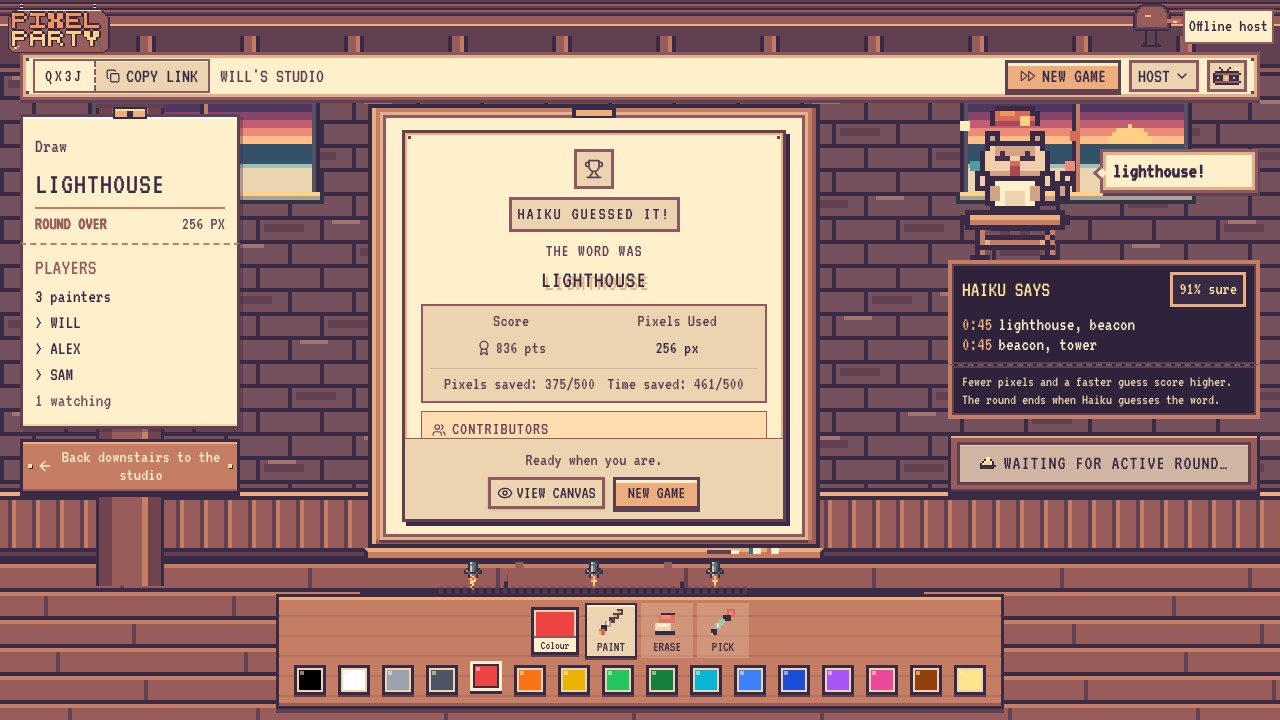 PIXEL
PARTY
Offline host
QX3J
COPY LINK
WILL'S STUDIO
NEW GAME
HOST
Draw
LIGHTHOUSE
ROUND OVER
256 PX
PLAYERS
3 painters
WILL
ALEX
SAM
1 watching
Back downstairs to the
studio
HAIKU GUESSED IT!
THE WORD WAS
LIGHTHOUSE
Score
Pixels Used
836 pts
256 px
Pixels saved: 375/500
Time saved: 461/500
CONTRIBUTORS
Ready when you are.
VIEW CANVAS
NEW GAME
lighthouse!
HAIKU SAYS
91% sure
0:45 lighthouse, beacon
0:45 beacon, tower
Fewer pixels and a faster guess score higher.
The round ends when Haiku guesses the word.
WAITING FOR ACTIVE ROUND…
Colour
PAINT
ERASE
PICK